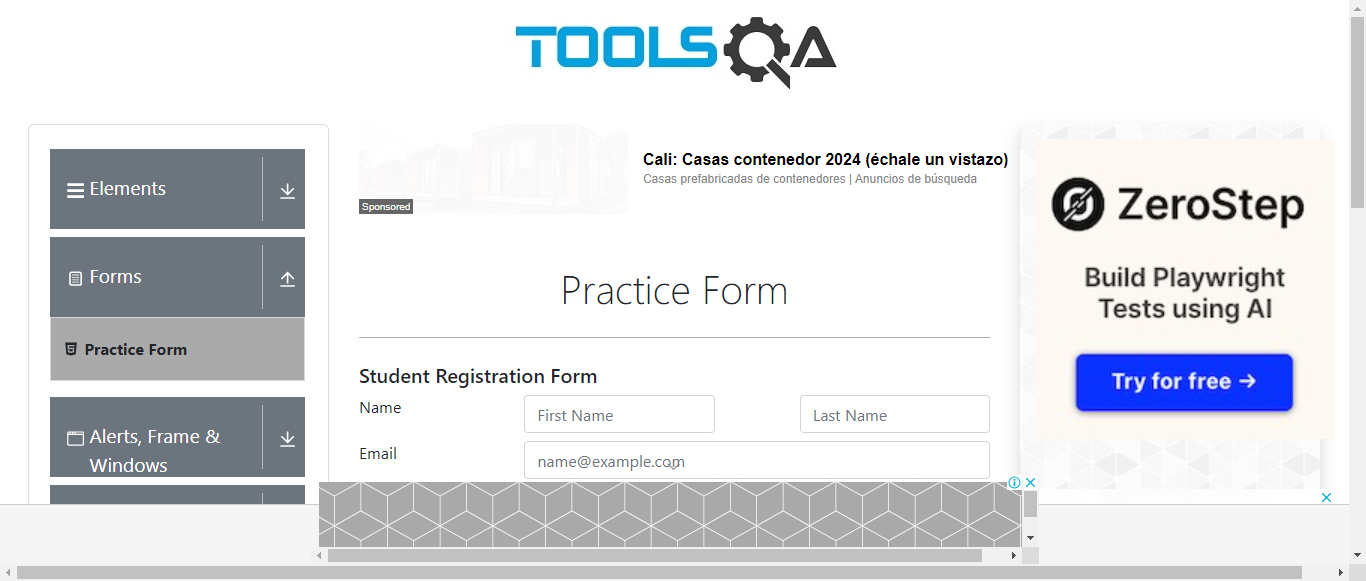 TOOLSQA
Elements
Forms
Practice Form
Alerts, Frame &
Windows
Sponsored
Cali: Casas contenedor 2024 (échale un vistazo)
Casas prefabricadas de contenedores | Anuncios de búsqueda
Practice Form
Student Registration Form
Name
First Name
Last Name
Email
name@example.com
ZeroStep
Build Playwright
Tests using AI
Try for free →